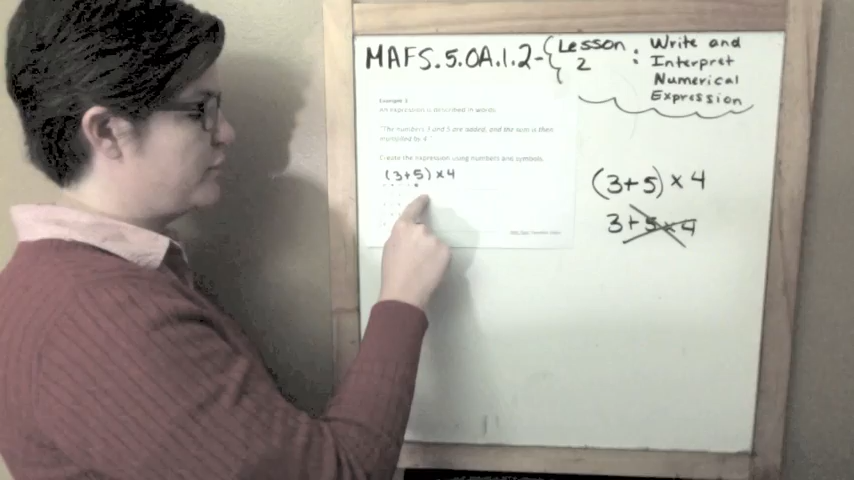 MAFS.5.OA.1.2-
Lesson 2 :
Write and
Interpret
Numerical
Expression
Example 1
An expression is described in words.
"The numbers 3 and 5 are added, and the sum is then
multiplied by 4."
Create the expression using numbers and symbols.
(3+5)×4
(3+5)×4
3+5×4